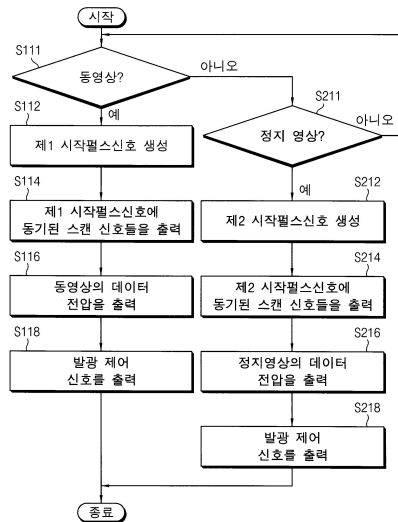 시작
S111
동영상?
아니오
예
S112
제1 시작펄스신호 생성
S114
제1 시작펄스신호에
동기된 스캔 신호들을 출력
S116
동영상의 데이터
전압을 출력
S118
발광 제어
신호를 출력
S211
정지 영상?
아니오
예
S212
제2 시작펄스신호 생성
S214
제2 시작펄스신호에
동기된 스캔 신호들을 출력
S216
정지영상의 데이터
전압을 출력
S218
발광 제어
신호를 출력
종료